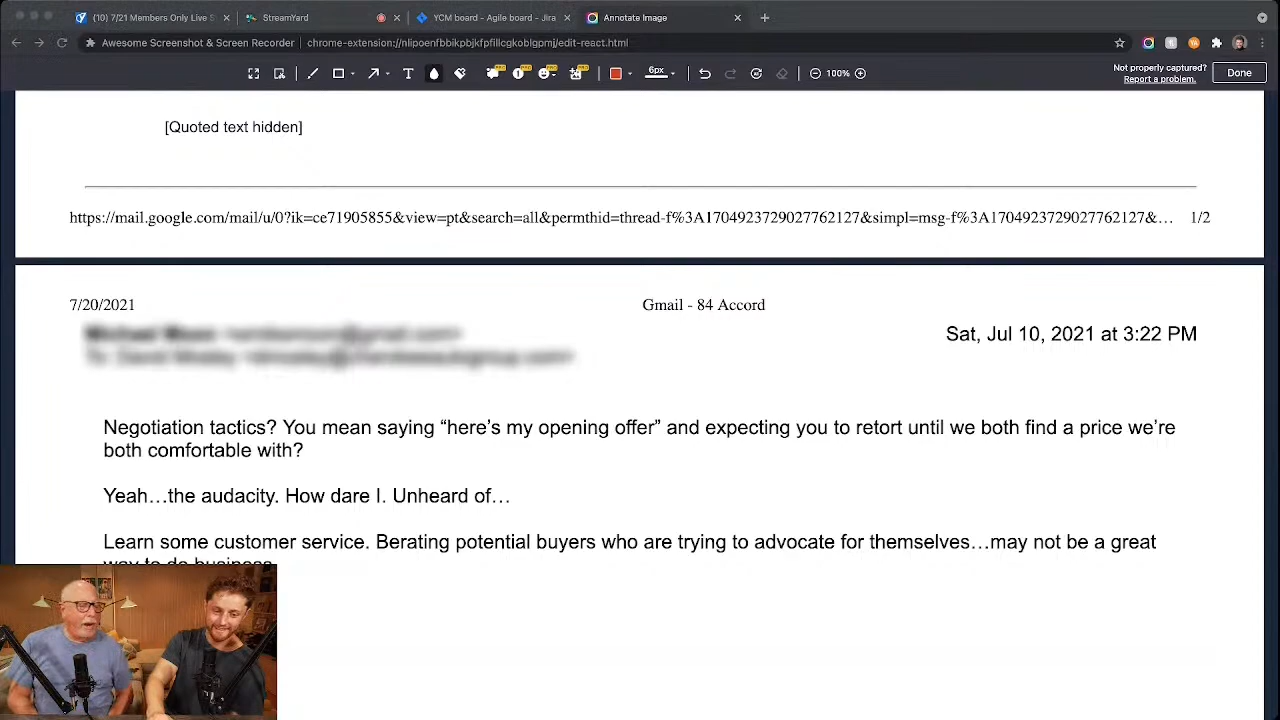 (10) 7/21 Members Only Live S
StreamYard
YCM board - Agile board - Jira
Annotate Image
Awesome Screenshot & Screen Recorder
chrome-extension://nlipoenfbbikpbjkfpfillcgkoblgpmj/edit-react.html
6px
100%
Not properly captured?
Report a problem.
Done
[Quoted text hidden]
https://mail.google.com/mail/u/0?ik=ce71905855&view=pt&search=all&permthid=thread-f%3A1704923729027762127&simpl=msg-f%3A1704923729027762127&… 1/2
7/20/2021
Gmail - 84 Accord
Sat, Jul 10, 2021 at 3:22 PM
Negotiation tactics? You mean saying “here’s my opening offer” and expecting you to retort until we both find a price we’re
both comfortable with?
Yeah…the audacity. How dare I. Unheard of…
Learn some customer service. Berating potential buyers who are trying to advocate for themselves…may not be a great
way to do business